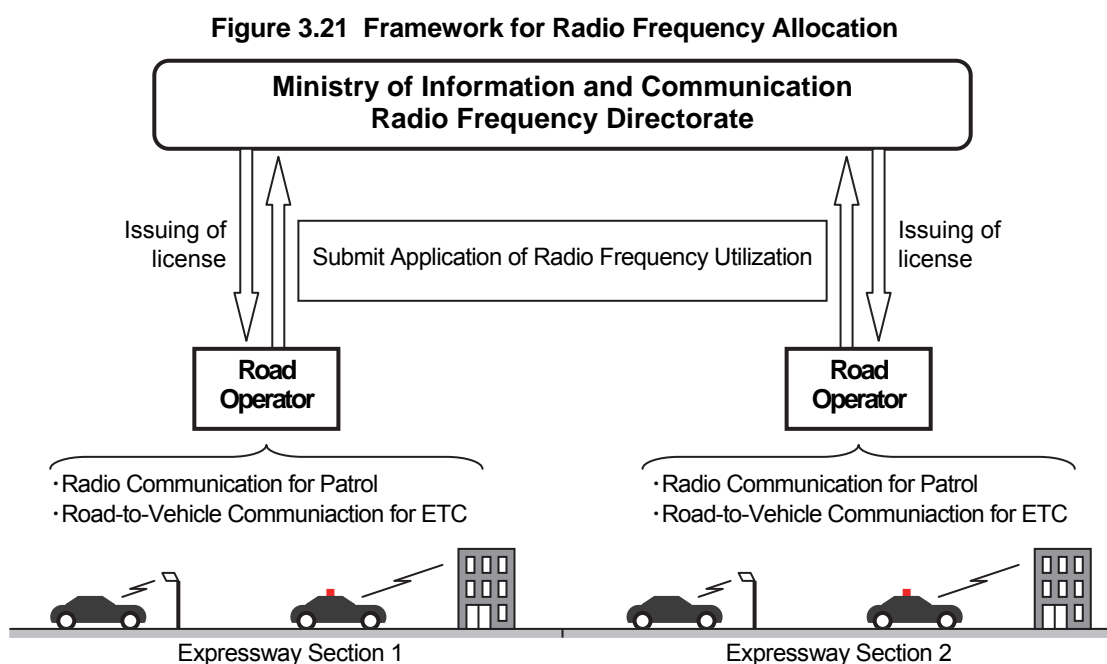 Figure 3.21  Framework for Radio Frequency Allocation
Ministry of Information and Communication
Radio Frequency Directorate
Issuing of
license
Submit Application of Radio Frequency Utilization
Issuing of
license
Road
Operator
Road
Operator
・Radio Communication for Patrol
・Road-to-Vehicle Communiaction for ETC
・Radio Communication for Patrol
・Road-to-Vehicle Communiaction for ETC
Expressway Section 1
Expressway Section 2